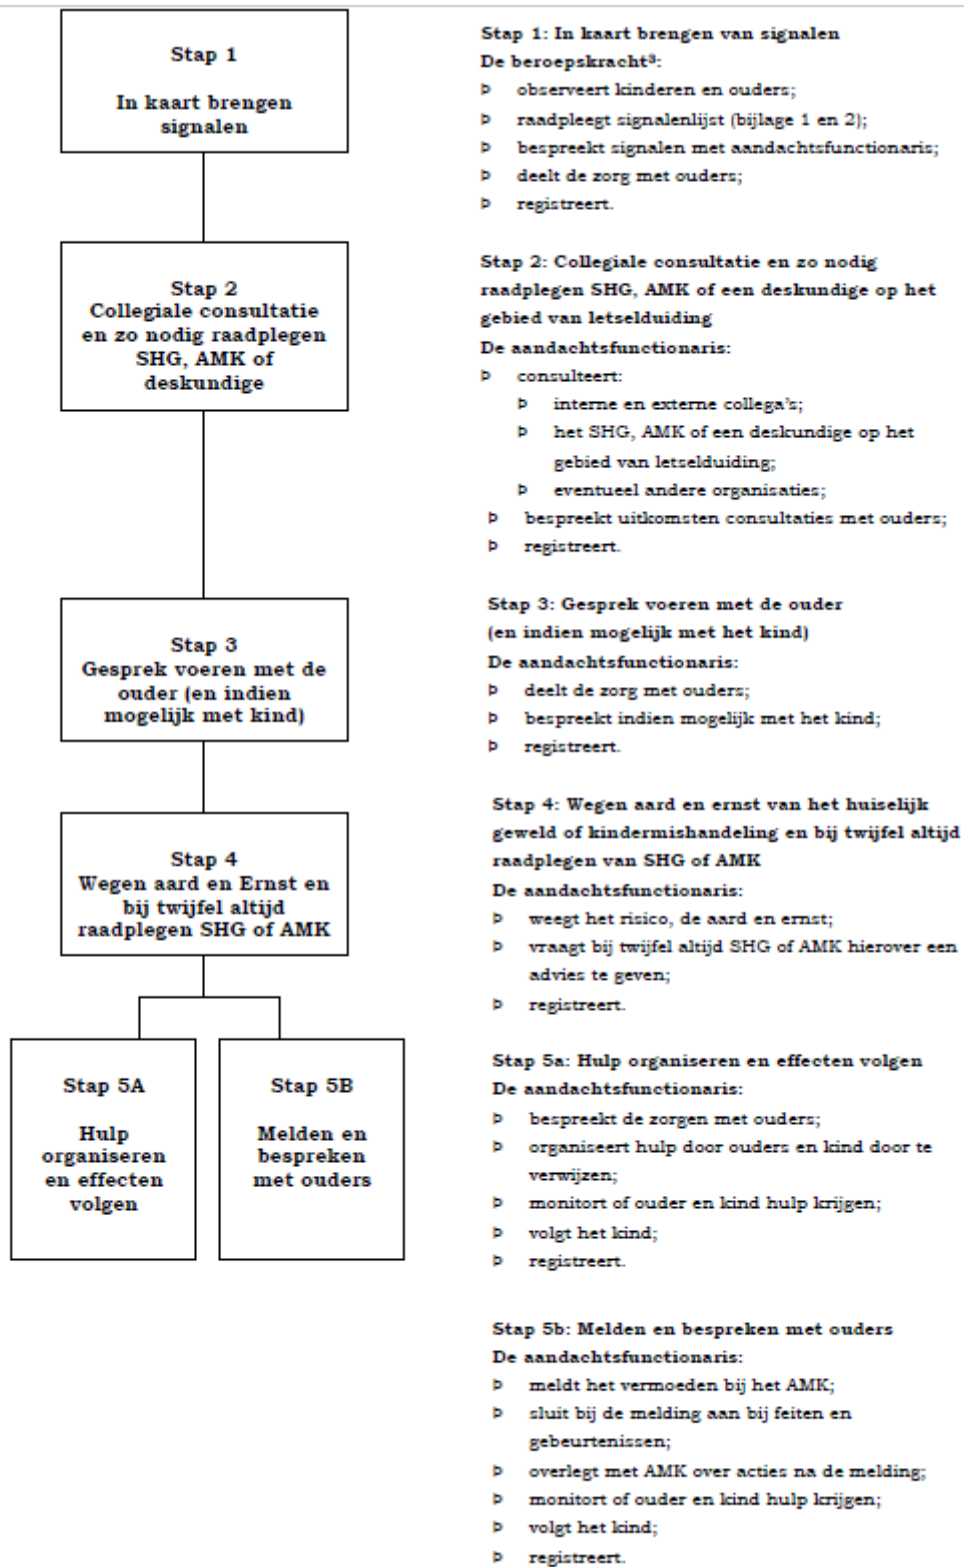 Stap 1
In kaart brengen
signalen
Stap 2
Collegiale consultatie
en zo nodig raadplegen
SHG, AMK of
deskundige
Stap 3
Gesprek voeren met de
ouder (en indien
mogelijk met kind)
Stap 4
Wegen aard en Ernst en
bij twijfel altijd
raadplegen SHG of AMK
Stap 5A
Hulp
organiseren
en effecten
volgen
Stap 5B
Melden en
bespreken
met ouders
Stap 1: In kaart brengen van signalen
De beroepskracht³:
Þ observeert kinderen en ouders;
Þ raadpleegt signalenlijst (bijlage 1 en 2);
Þ bespreekt signalen met aandachtsfunctionaris;
Þ deelt de zorg met ouders;
Þ registreert.
Stap 2: Collegiale consultatie en zo nodig
raadplegen SHG, AMK of een deskundige op het
gebied van letselduiding
De aandachtsfunctionaris:
Þ consulteert:
Þ interne en externe collega's;
Þ het SHG, AMK of een deskundige op het
gebied van letselduiding;
Þ eventueel andere organisaties;
Þ bespreekt uitkomsten consultaties met ouders;
Þ registreert.
Stap 3: Gesprek voeren met de ouder
(en indien mogelijk met het kind)
De aandachtsfunctionaris:
Þ deelt de zorg met ouders;
Þ bespreekt indien mogelijk met het kind;
Þ registreert.
Stap 4: Wegen aard en ernst van het huiselijk
geweld of kindermishandeling en bij twijfel altijd
raadplegen van SHG of AMK
De aandachtsfunctionaris:
Þ weegt het risico, de aard en ernst;
Þ vraagt bij twijfel altijd SHG of AMK hierover een
advies te geven;
Þ registreert.
Stap 5a: Hulp organiseren en effecten volgen
De aandachtsfunctionaris:
Þ bespreekt de zorgen met ouders;
Þ organiseert hulp door ouders en kind door te
verwijzen;
Þ monitort of ouder en kind hulp krijgen;
Þ volgt het kind;
Þ registreert.
Stap 5b: Melden en bespreken met ouders
De aandachtsfunctionaris:
Þ meldt het vermoeden bij het AMK;
Þ sluit bij de melding aan bij feiten en
gebeurtenissen;
Þ overlegt met AMK over acties na de melding;
Þ monitort of ouder en kind hulp krijgen;
Þ volgt het kind;
Þ registreert.